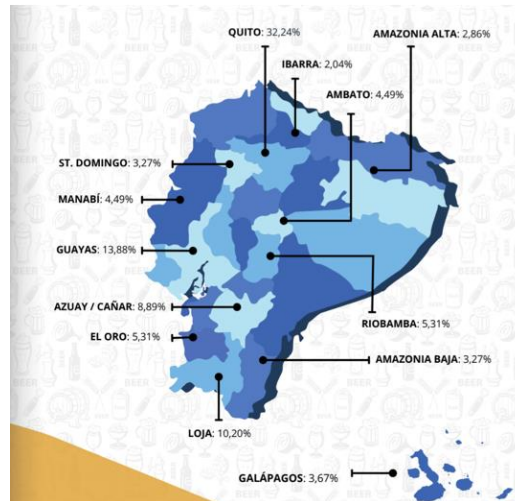 QUITO: 32,24%
AMAZONIA ALTA: 2,86%
IBARRA: 2,04%
AMBATO: 4,49%
ST. DOMINGO: 3,27%
MANABÍ: 4,49%
GUAYAS: 13,88%
AZUAY / CAÑAR: 8,89%
RIOBAMBA: 5,31%
EL ORO: 5,31%
AMAZONIA BAJA: 3,27%
LOJA: 10,20%
GALÁPAGOS: 3,67%